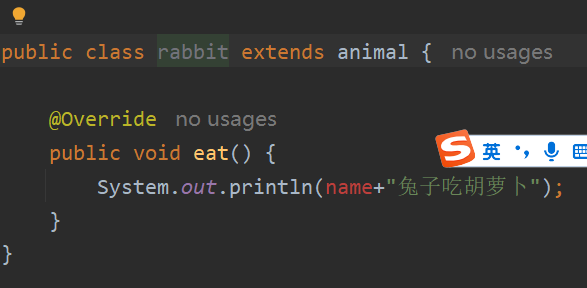 public class rabbit extends animal { no usages
@Override no usages
public void eat() {
S 英
System.out.println(name+"兔子吃胡萝卜");
}
}